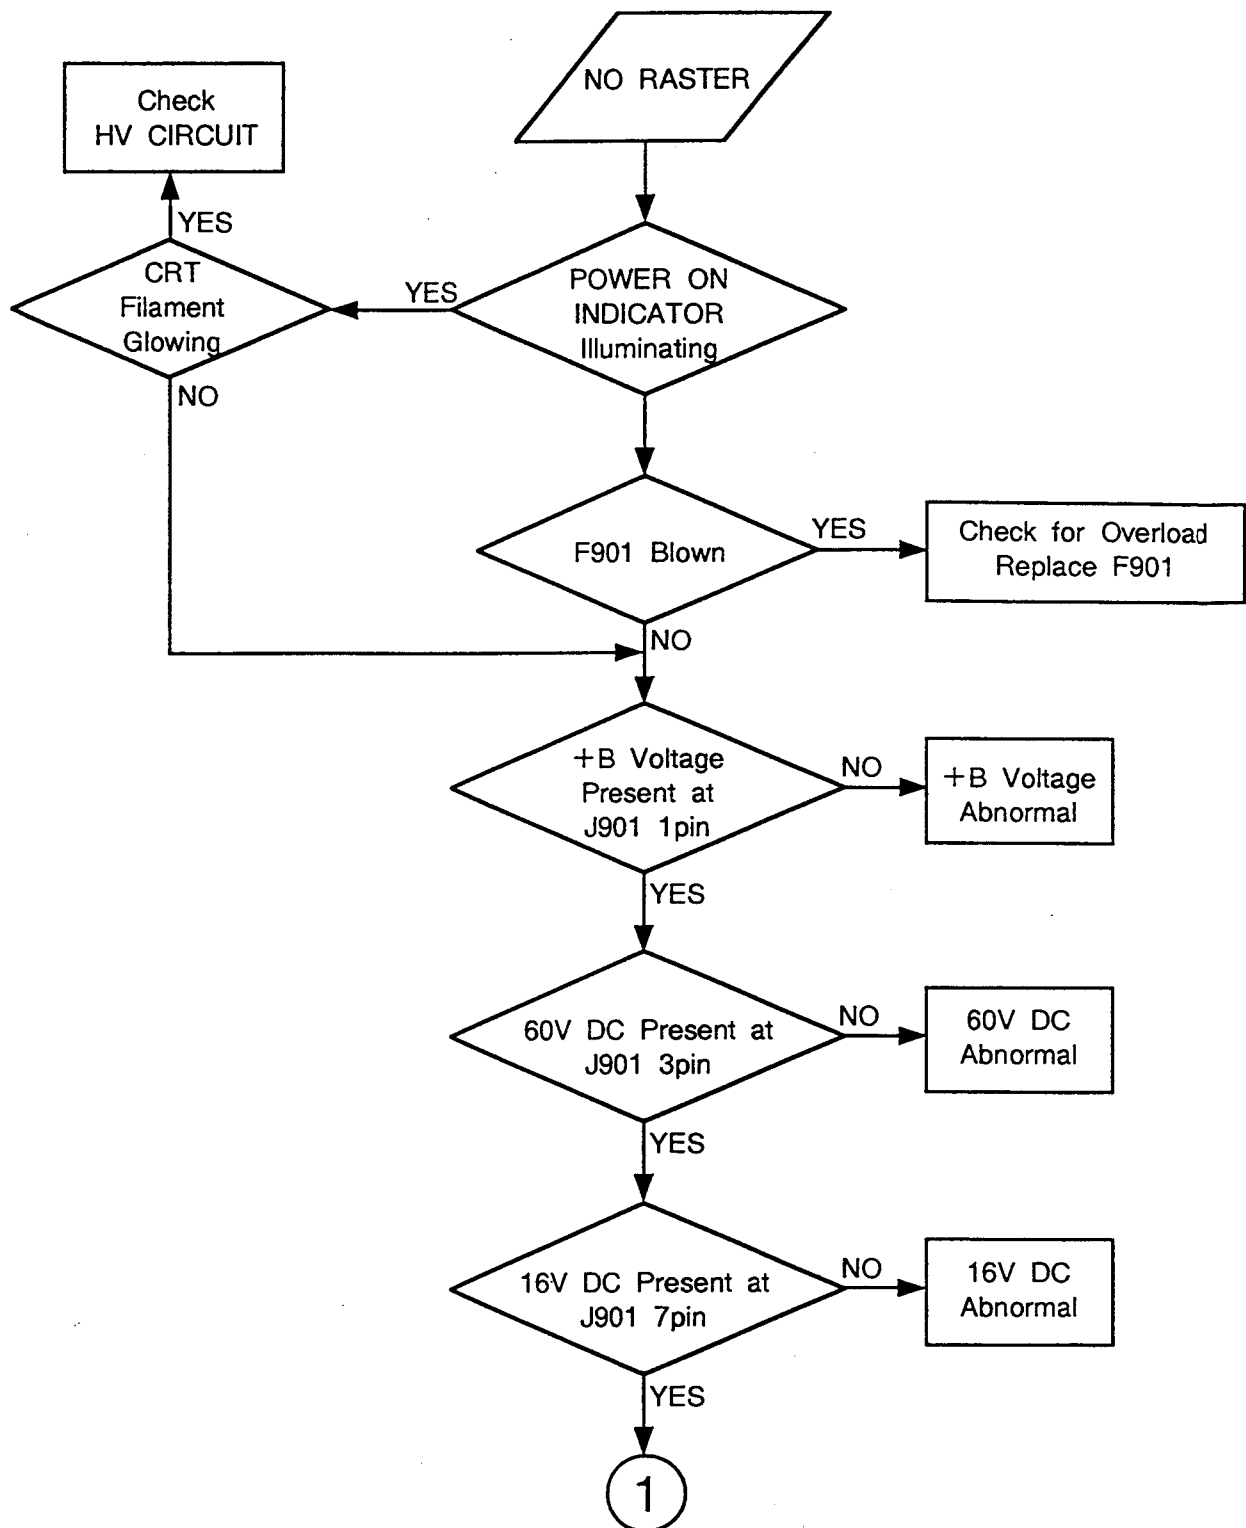 NO RASTER
Check
HV CIRCUIT
YES
CRT
Filament
Glowing
YES
POWER ON
INDICATOR
Illuminating
NO
F901 Blown
YES
Check for Overload
Replace F901
NO
+B Voltage
Present at
J901 1pin
NO
+B Voltage
Abnormal
YES
60V DC Present at
J901 3pin
NO
60V DC
Abnormal
YES
16V DC Present at
J901 7pin
NO
16V DC
Abnormal
YES
1